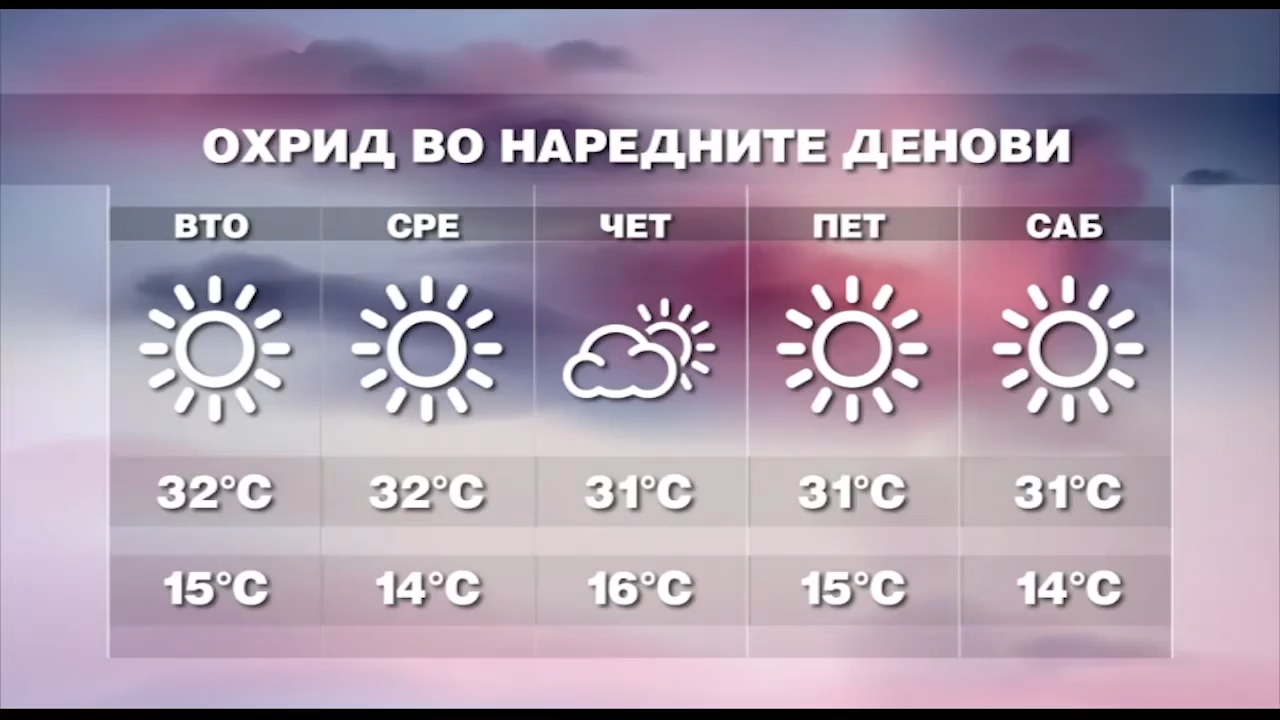 ОХРИД ВО НАРЕДНИТЕ ДЕНОВИ
ВТО СРЕ ЧЕТ ПЕТ САБ
32°C 32°C 31°C 31°C 31°C
15°C 14°C 16°C 15°C 14°C